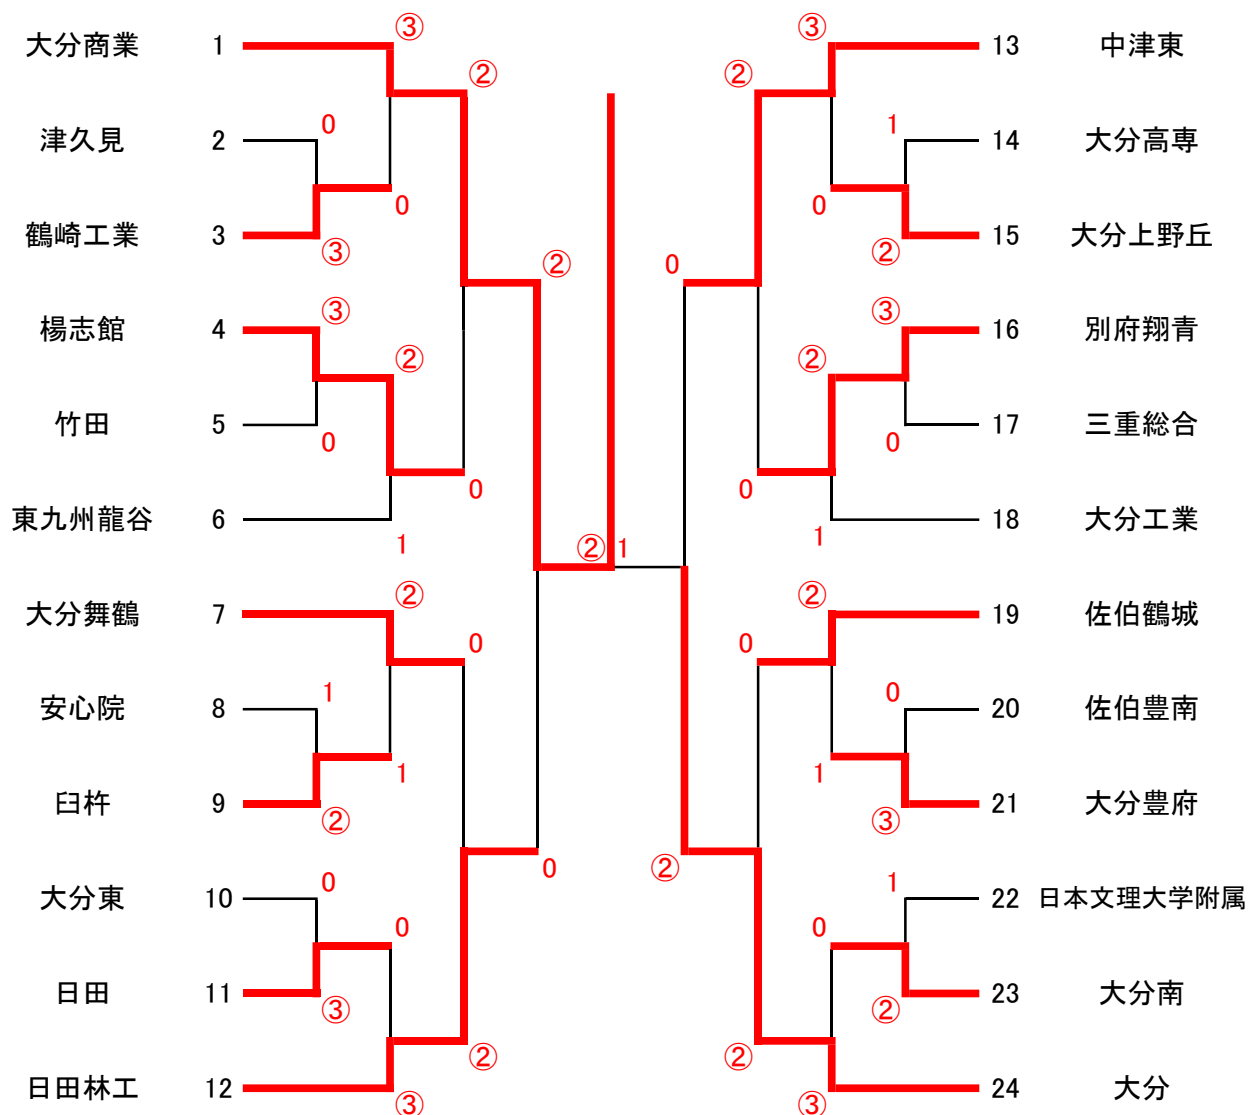 大分商業 1 ③ ③ 13 中津東
② ②
津久見 2 0 1 14 大分高専
鶴崎工業 3 ③ 0 0 ② 15 大分上野丘
② 0
楊志館 4 ③ ③ 16 別府翔青
② ②
竹田 5 0 0 17 三重総合
0 0
東九州龍谷 6 1 1 18 大分工業
② 1
大分舞鶴 7 ② ② 19 佐伯鶴城
0 0
安心院 8 1 0 20 佐伯豊南
1 1
臼杵 9 ② ③ 21 大分豊府
0 ②
大分東 10 0 1 22 日本文理大学附属
0 0
日田 11 ③ ② 23 大分南
② ②
日田林工 12 ③ ③ 24 大分